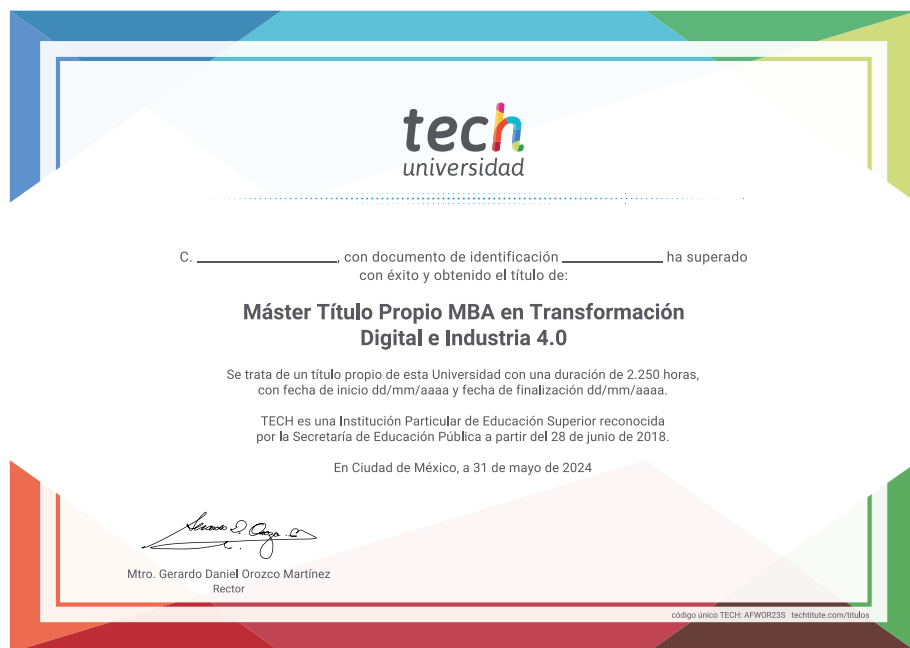 tech
universidad
C. ____________________, con documento de identificación ______________ ha superado
con éxito y obtenido el título de:
Máster Título Propio MBA en Transformación
Digital e Industria 4.0
Se trata de un título propio de esta Universidad con una duración de 2.250 horas,
con fecha de inicio dd/mm/aaaa y fecha de finalización dd/mm/aaaa.
TECH es una Institución Particular de Educación Superior reconocida
por la Secretaría de Educación Pública a partir del 28 de junio de 2018.
En Ciudad de México, a 31 de mayo de 2024
Mtro. Gerardo Daniel Orozco Martínez
Rector
código único TECH: AFWOR23S techtitute.com/titulos